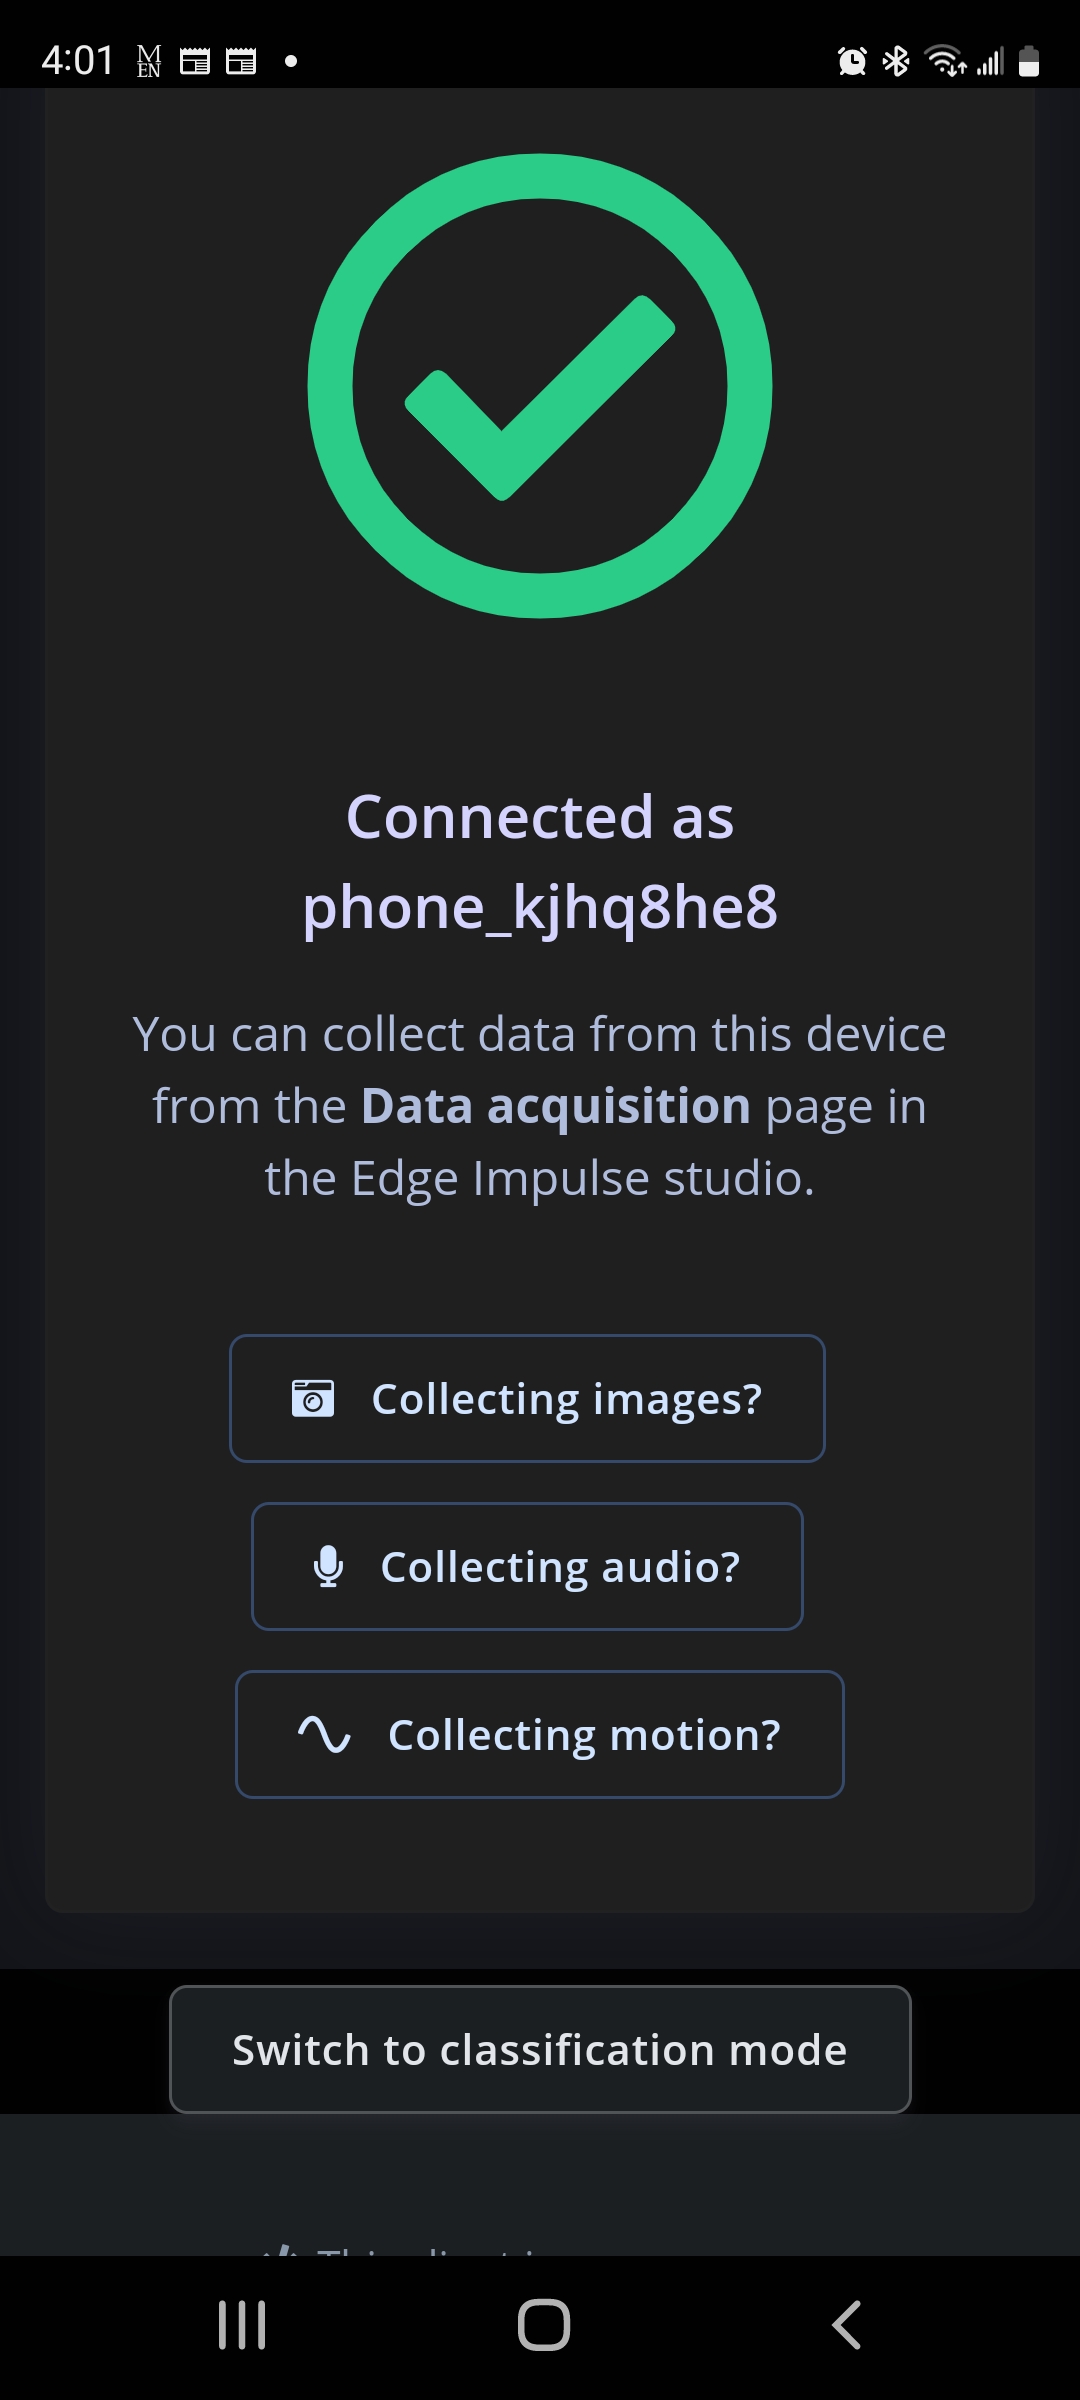 4:01 M EN
Connected as
phone_kjhq8he8
You can collect data from this device
from the Data acquisition page in
the Edge Impulse studio.
Collecting images?
Collecting audio?
Collecting motion?
Switch to classification mode